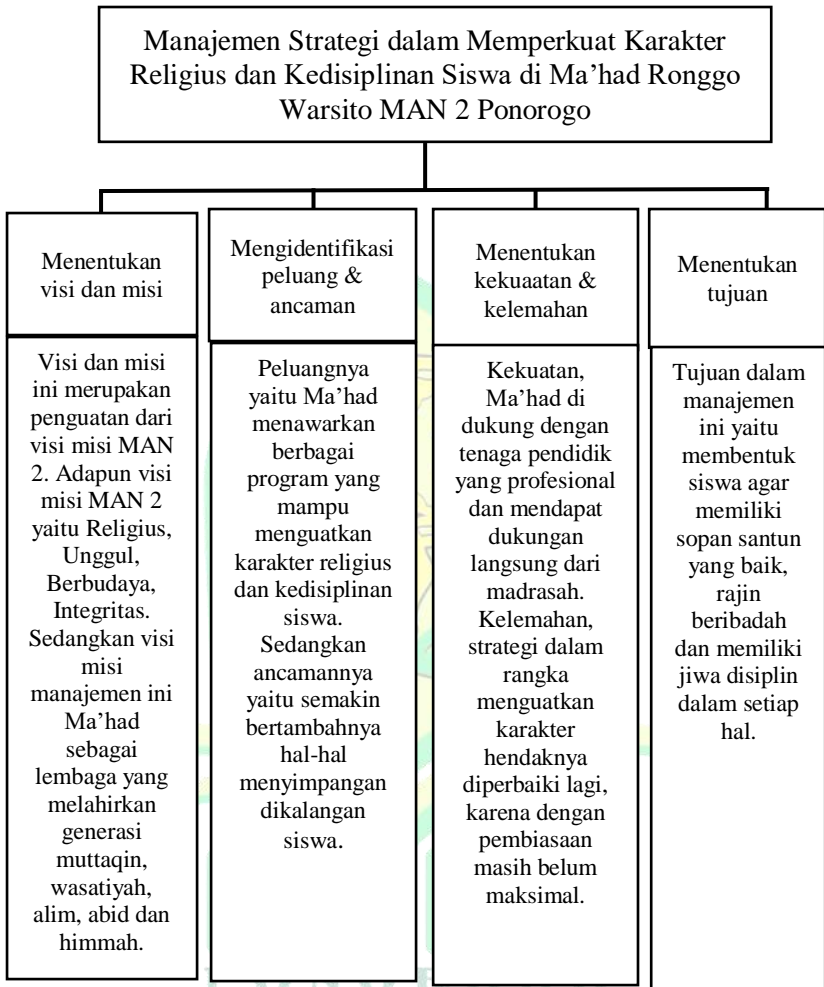 Manajemen Strategi dalam Memperkuat Karakter
Religius dan Kedisiplinan Siswa di Ma’had Ronggo
Warsito MAN 2 Ponorogo
Menentukan
visi dan misi
Visi dan misi
ini merupakan
penguatan dari
visi misi MAN
2. Adapun visi
misi MAN 2
yaitu Religius,
Unggul,
Berbudaya,
Integritas.
Sedangkan visi
misi
manajemen ini
Ma’had
sebagai
lembaga yang
melahirkan
generasi
muttaqin,
wasatiyah,
alim, abid dan
himmah.
Mengidentifikasi
peluang &
ancaman
Peluangnya
yaitu Ma’had
menawarkan
berbagai
program yang
mampu
menguatkan
karakter religius
dan kedisiplinan
siswa.
Sedangkan
ancamannya
yaitu semakin
bertambahnya
hal-hal
menyimpangan
dikalangan
siswa.
Menentukan
kekuaatan &
kelemahan
Kekuatan,
Ma’had di
dukung dengan
tenaga pendidik
yang profesional
dan mendapat
dukungan
langsung dari
madrasah.
Kelemahan,
strategi dalam
rangka
menguatkan
karakter
hendaknya
diperbaiki lagi,
karena dengan
pembiasaan
masih belum
maksimal.
Menentukan
tujuan
Tujuan dalam
manajemen
ini yaitu
membentuk
siswa agar
memiliki
sopan santun
yang baik,
rajin
beribadah
dan memiliki
jiwa disiplin
dalam setiap
hal.